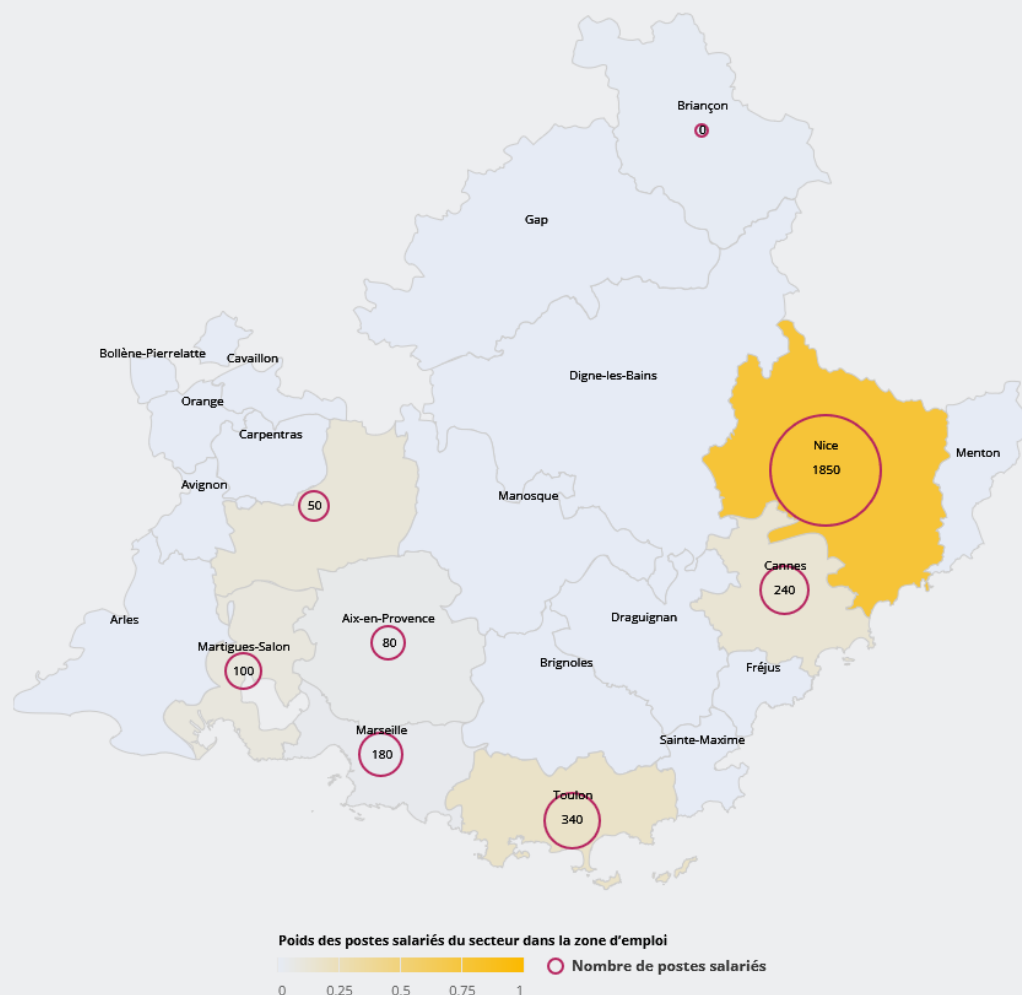 Briançon
0
Gap
Bollène-Pierrelatte
Cavaillon
Digne-les-Bains
Orange
Carpentras
Nice
1850
Menton
Avignon
Manosque
50
Cannes
240
Arles
Aix-en-Provence
80
Draguignan
Martigues-Salon
100
Brignoles
Fréjus
Marseille
180
Sainte-Maxime
Toulon
340
Poids des postes salariés du secteur dans la zone d’emploi
Nombre de postes salariés
0 0.25 0.5 0.75 1